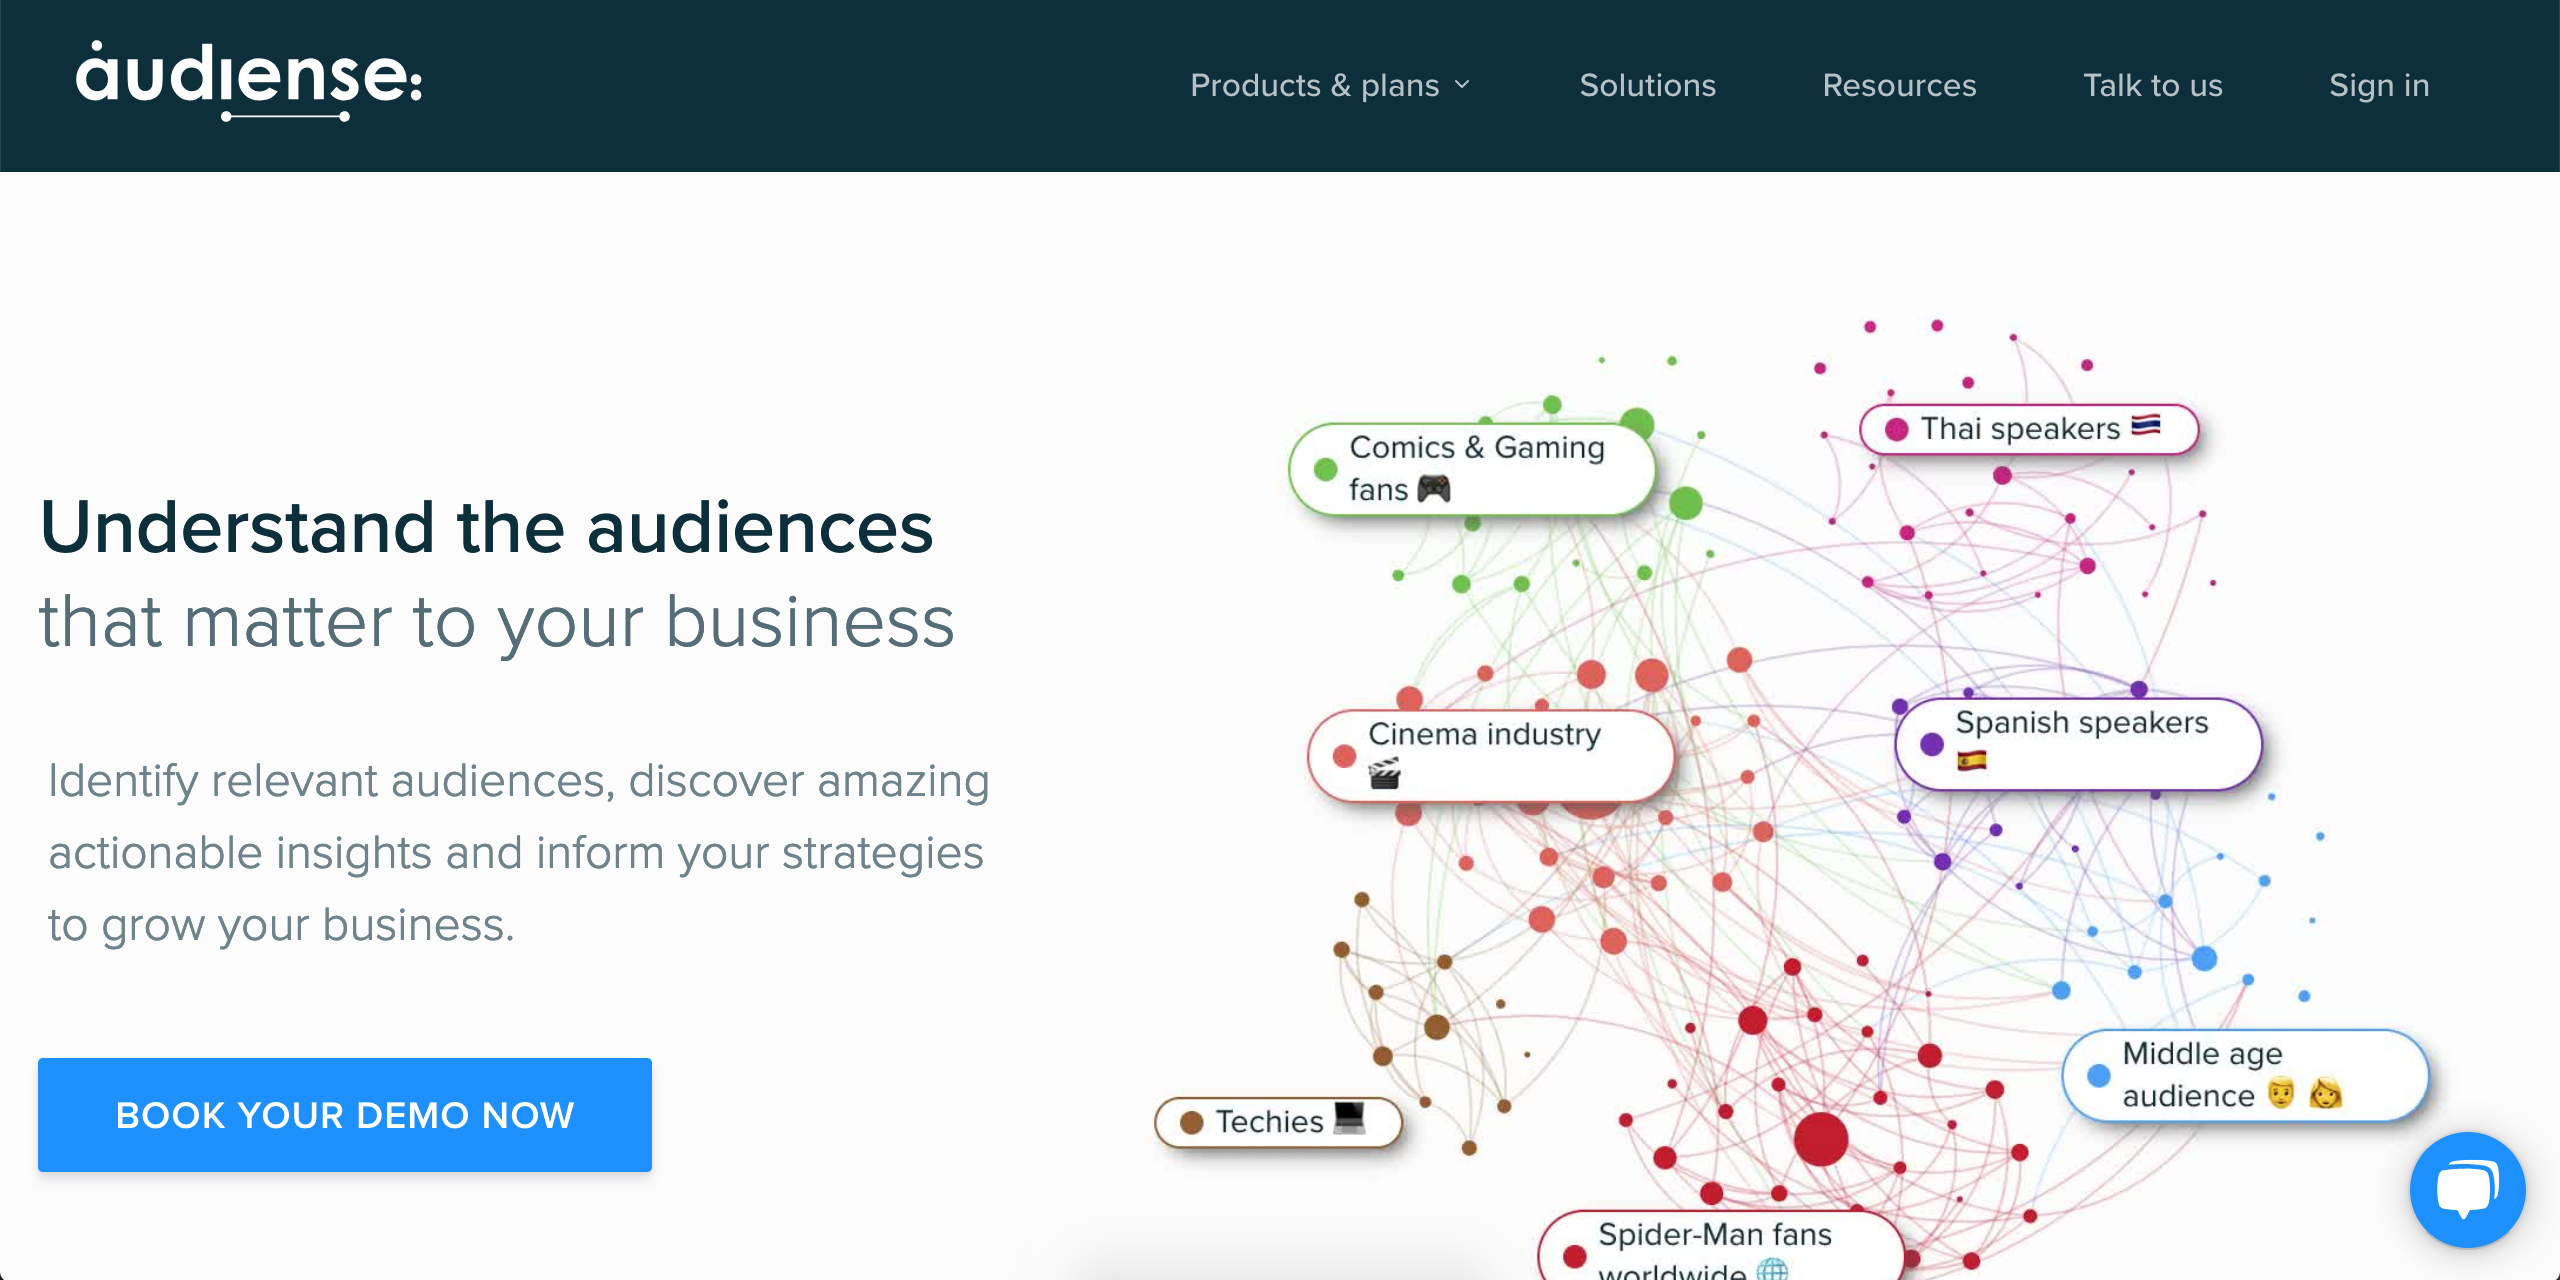 audiense:
Products & plans
Solutions
Resources
Talk to us
Sign in
Understand the audiences
that matter to your business
Identify relevant audiences, discover amazing
actionable insights and inform your strategies
to grow your business.
BOOK YOUR DEMO NOW
Comics & Gaming
fans
Thai speakers
Cinema industry
Spanish speakers
Techies
Middle age
audience
Spider-Man fans
worldwide